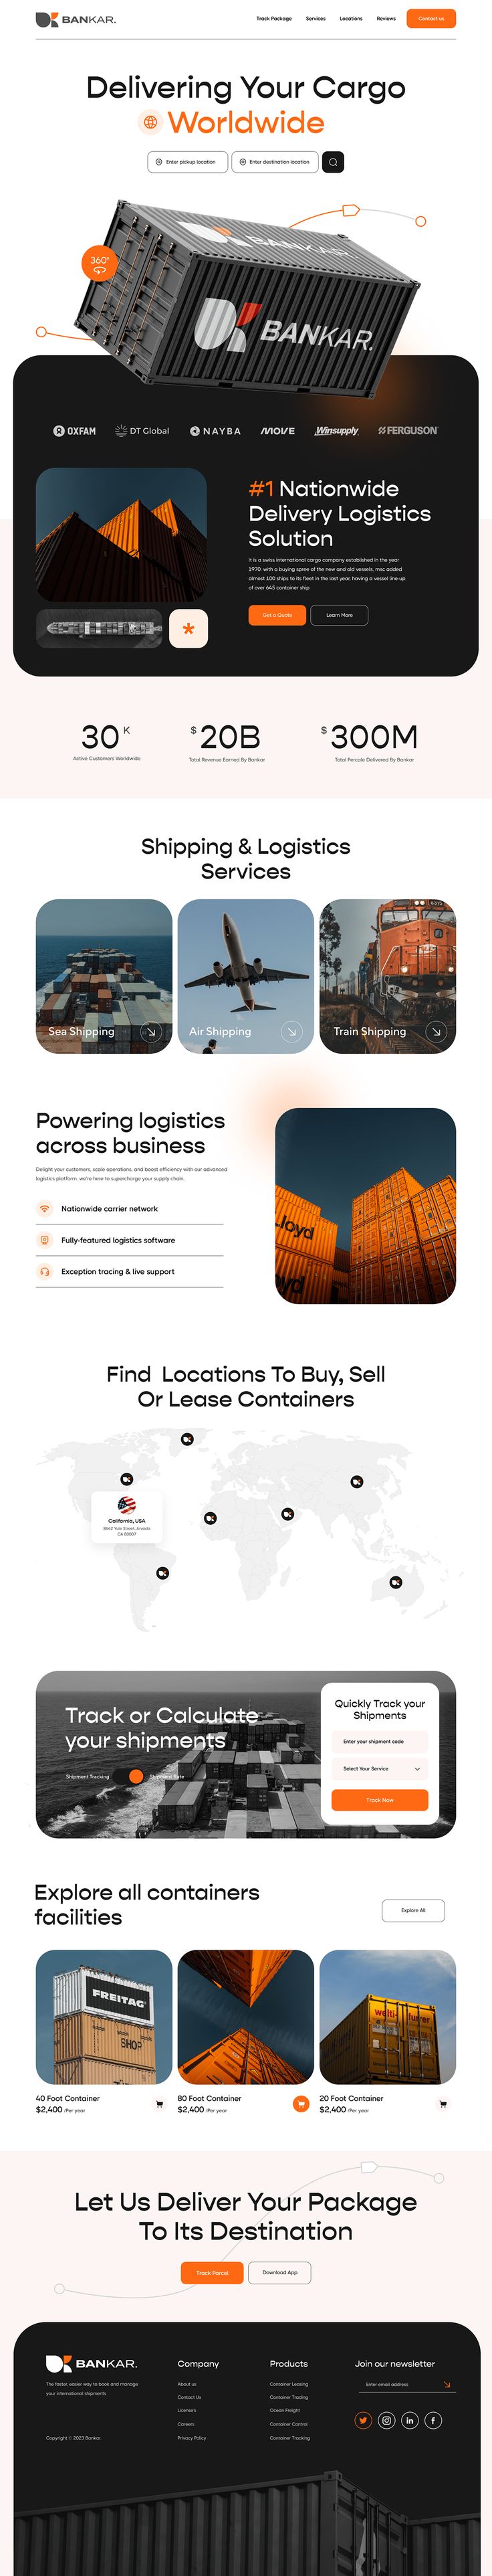 BANKAR.
Track Package
Services
Locations
Reviews
Contact us
Delivering Your Cargo
Worldwide
Enter pickup location
Enter destination location
BANKAR.
360°
BANKAR.
OXFAM
DT Global
NAYBA
MOVE
Winsupply
FERGUSON
#1 Nationwide
Delivery Logistics
Solution
It is a swiss international cargo company established in the year
1970. with a buying spree of the new and old vessels, msc added
almost 100 ships to its fleet in the last year, having a vessel line-up
of over 645 container ship
Get a Quote
Learn More
30 K
Active Customers Worldwide
$ 20B
Total Revenue Earned By Bankar
$ 300M
Total Percale Delivered By Bankar
Shipping & Logistics
Services
Sea Shipping
Air Shipping
Train Shipping
Powering logistics
across business
Delight your customers, scale operations, and boost efficiency with our advanced
logistics platform. we're here to supercharge your supply chain.
Nationwide carrier network
Fully-featured logistics software
Exception tracing & live support
loyd
yd
Find Locations To Buy, Sell
Or Lease Containers
California, USA
CA 80007
Track or Calculate
your shipments
Shipment Tracking
Shipment Rate
Quickly Track your
Shipments
Enter your shipment code
Select Your Service
Track Now
Explore all containers
facilities
Explore All
FREITAG
SHOP
40 Foot Container
$2,400 /Per year
80 Foot Container
$2,400 /Per year
20 Foot Container
$2,400 /Per year
Let Us Deliver Your Package
To Its Destination
Track Parcel
Download App
BANKAR.
The faster, easier way to book and manage
your international shipments
Copyright © 2023 Bankar.
Company
About us
Contact Us
License's
Careers
Privacy Policy
Products
Container Leasing
Container Trading
Ocean Freight
Container Control
Container Tracking
Join our newsletter
Enter email address